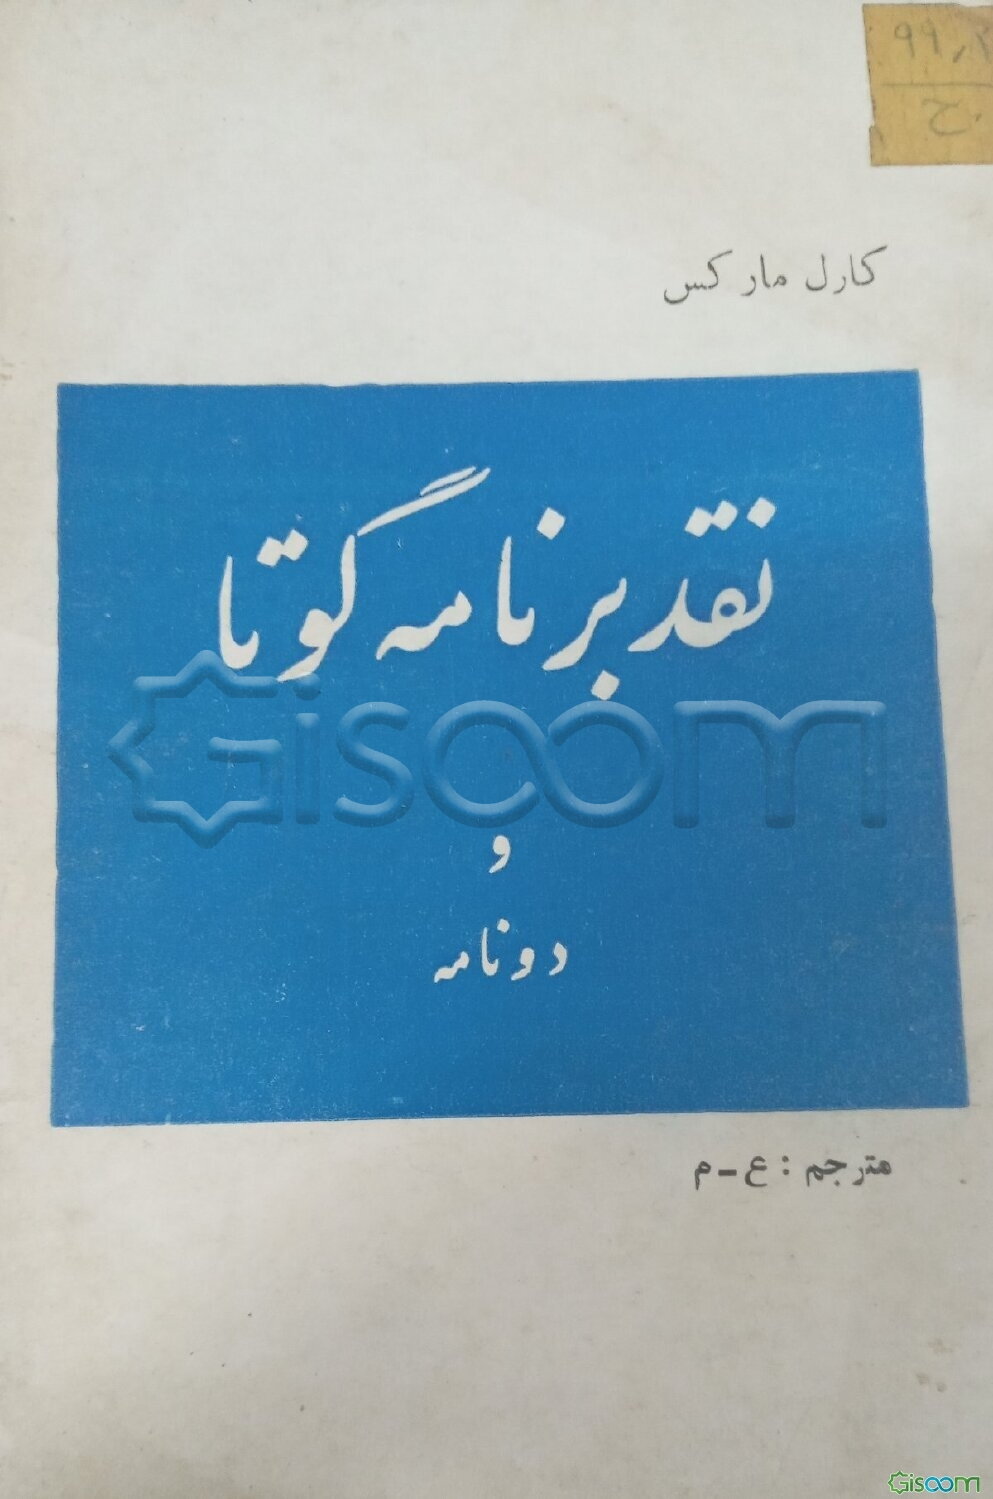 ۹۹٫۲
ح
کارل مارکس
نقد برنامه گوتا
Gisoom
و
دو نامه
مترجم : ع - م
Gisoom